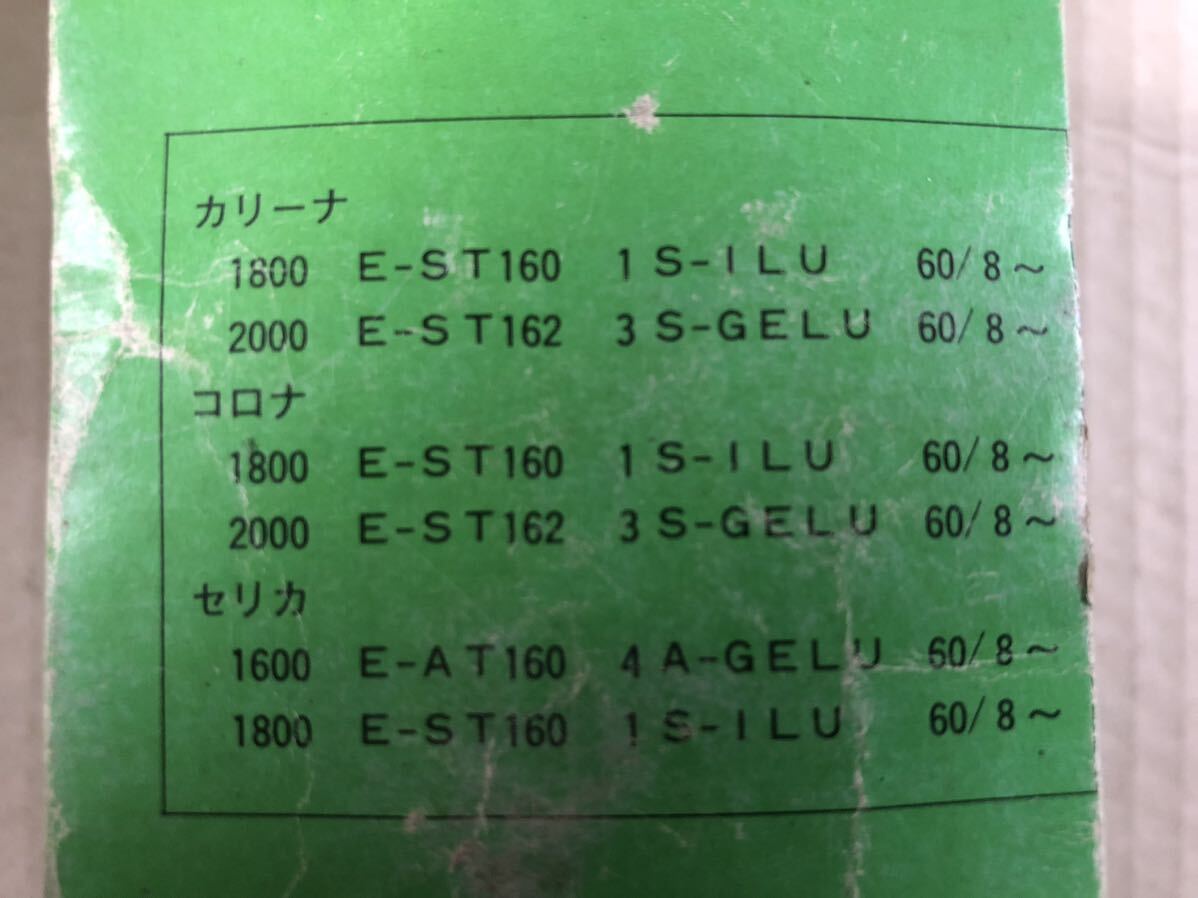 カリーナ
1800 E-ST160 1S-ILU 60/8～
2000 E-ST162 3S-GELU 60/8～
コロナ
1800 E-ST160 1S-ILU 60/8～
2000 E-ST162 3S-GELU 60/8～
セリカ
1600 E-AT160 4A-GELU 60/8～
1800 E-ST160 1S-ILU 60/8～